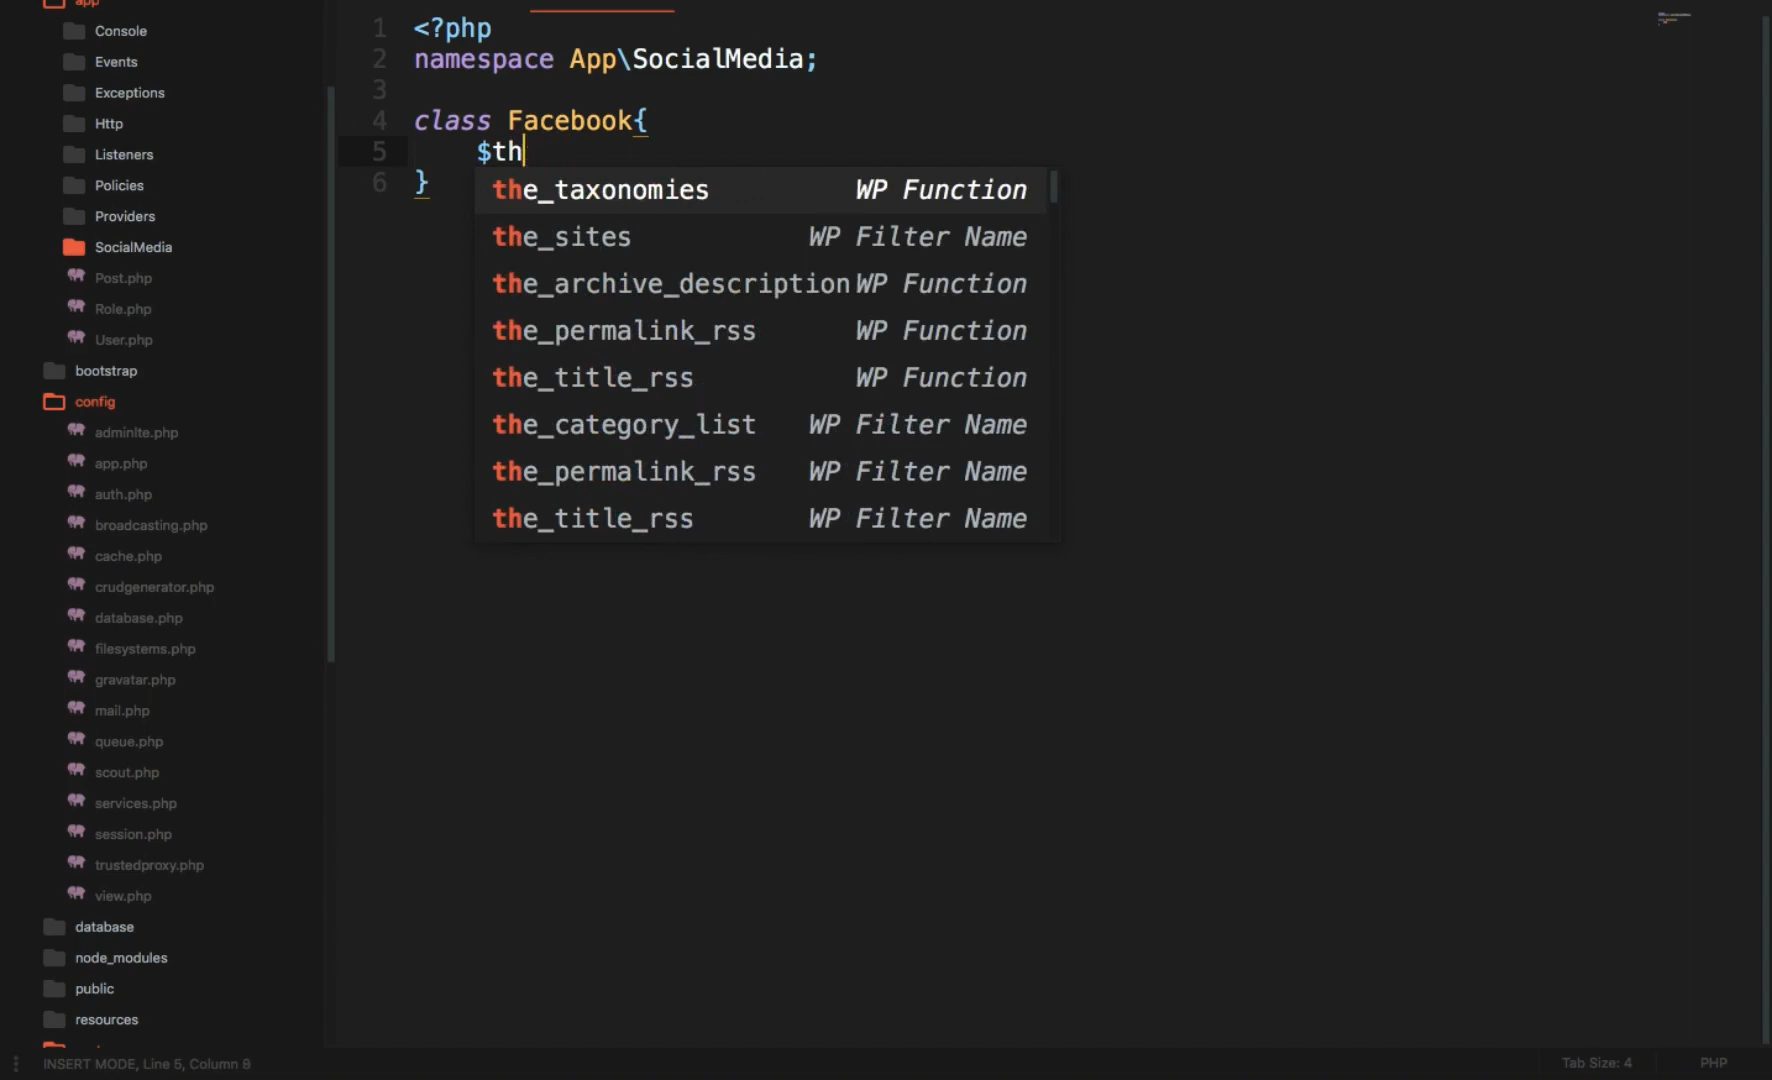 app
Console
Events
Exceptions
Http
Listeners
Policies
Providers
SocialMedia
Post.php
Role.php
User.php
bootstrap
config
adminlte.php
app.php
auth.php
broadcasting.php
cache.php
crudgenerator.php
database.php
filesystems.php
gravatar.php
mail.php
queue.php
scout.php
services.php
session.php
trustedproxy.php
view.php
database
node_modules
public
resources
1 <?php
2 namespace App\SocialMedia;
3
4 class Facebook{
5 $th
6 }
the_taxonomies WP Function
the_sites WP Filter Name
the_archive_description WP Function
the_permalink_rss WP Function
the_title_rss WP Function
the_category_list WP Filter Name
the_permalink_rss WP Filter Name
the_title_rss WP Filter Name
INSERT MODE, Line 5, Column 8
Tab Size: 4
PHP